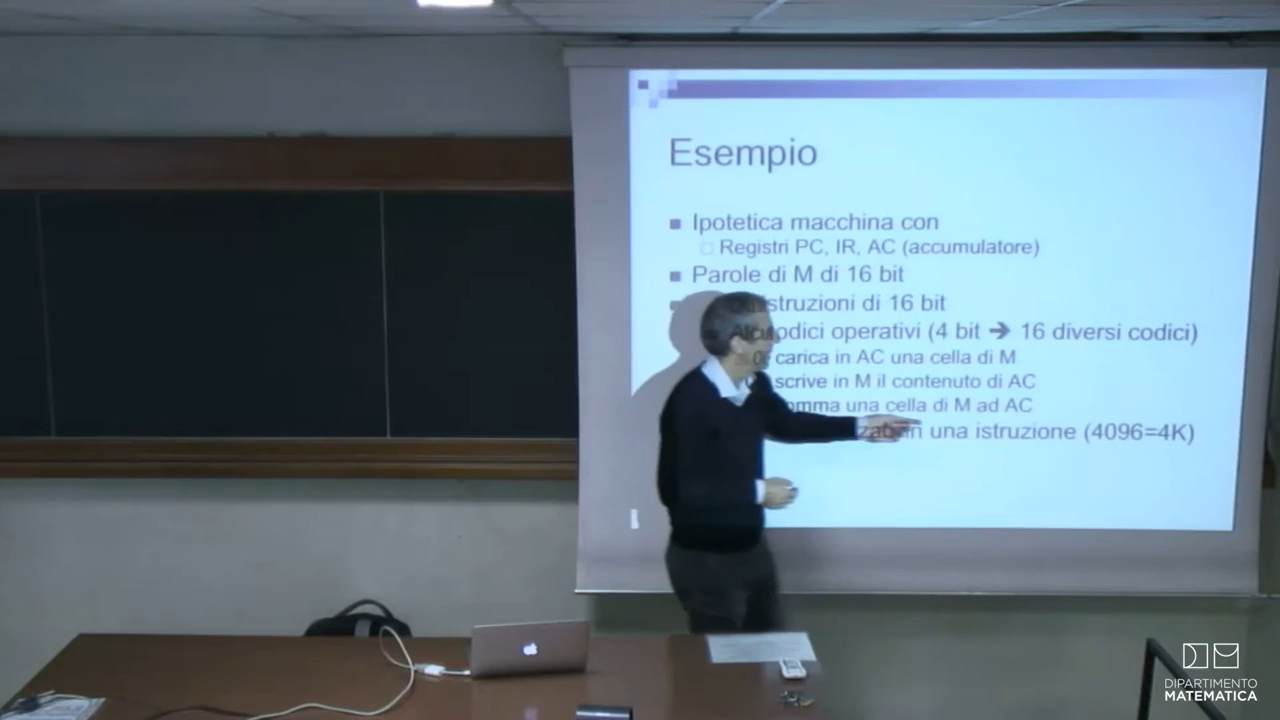 Esempio
Ipotetica macchina con
Registri PC, IR, AC (accumulatore)
Parole di M di 16 bit
istruzioni di 16 bit
codici operativi (4 bit ➔ 16 diversi codici)
carica in AC una cella di M
scrive in M il contenuto di AC
una cella di M ad AC
una istruzione (4096=4K)
DIPARTIMENTO
MATEMATICA